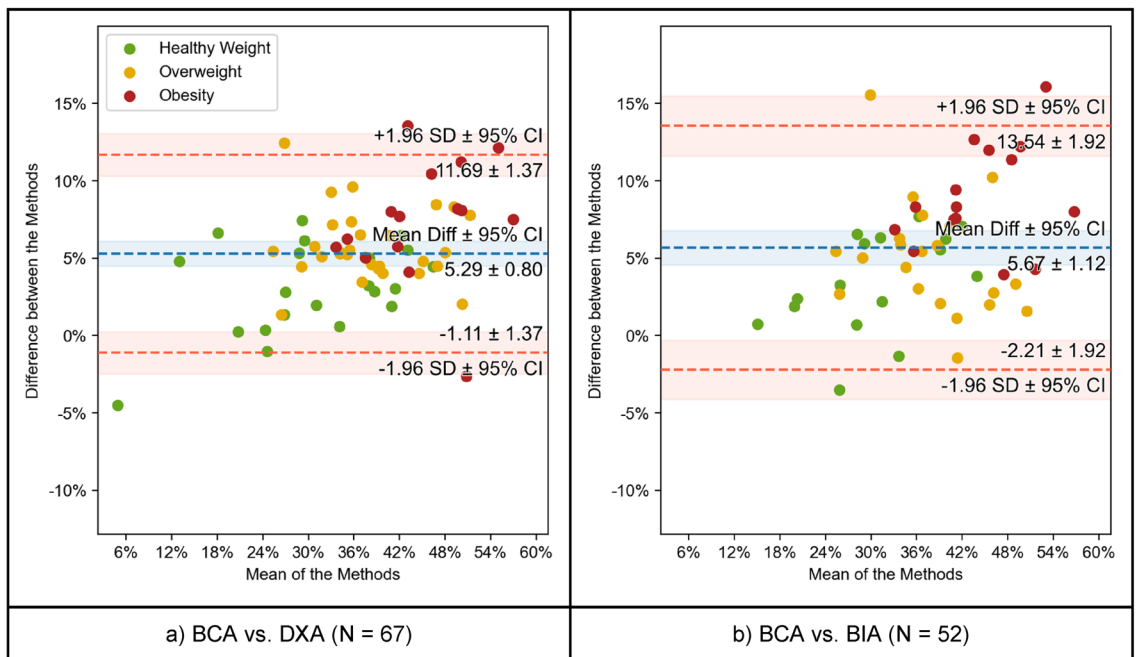 Healthy Weight
Overweight
Obesity
Difference between the Methods
15%
10%
5%
0%
-5%
-10%
+1.96 SD ± 95% CI
11.69 ± 1.37
Mean Diff ± 95% CI
5.29 ± 0.80
-1.11 ± 1.37
-1.96 SD ± 95% CI
6% 12% 18% 24% 30% 36% 42% 48% 54% 60%
Mean of the Methods
a) BCA vs. DXA (N = 67)
Difference between the Methods
15%
10%
5%
0%
-5%
-10%
+1.96 SD ± 95% CI
13.54 ± 1.92
Mean Diff ± 95% CI
5.67 ± 1.12
-2.21 ± 1.92
-1.96 SD ± 95% CI
6% 12% 18% 24% 30% 36% 42% 48% 54% 60%
Mean of the Methods
b) BCA vs. BIA (N = 52)